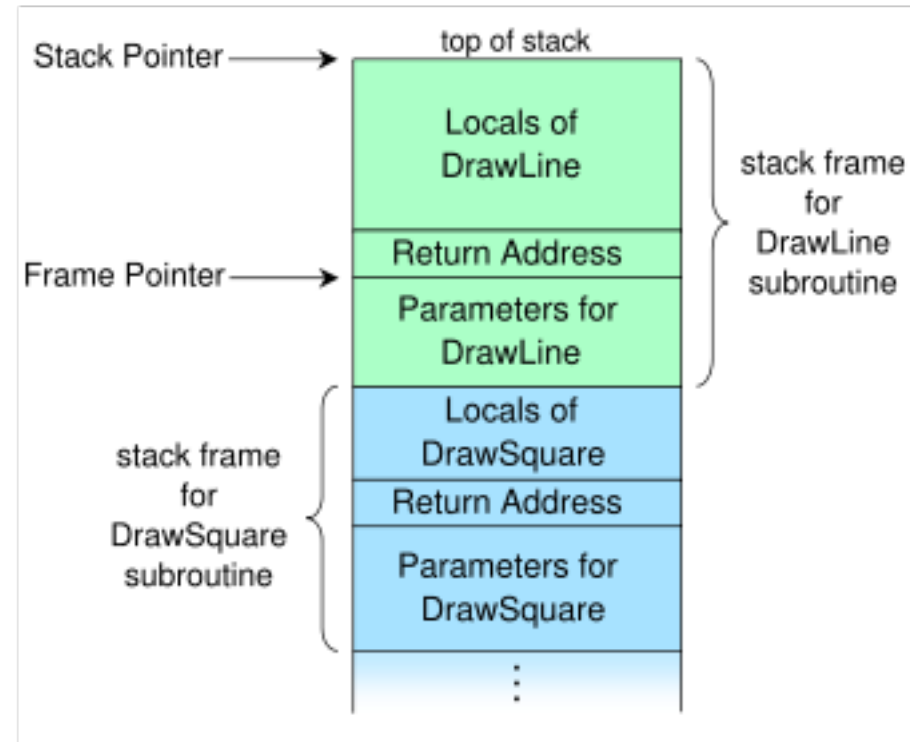 top of stack
Stack Pointer
Locals of
DrawLine
stack frame
for
DrawLine
subroutine
Return Address
Frame Pointer
Parameters for
DrawLine
Locals of
DrawSquare
stack frame
for
DrawSquare
subroutine
Return Address
Parameters for
DrawSquare